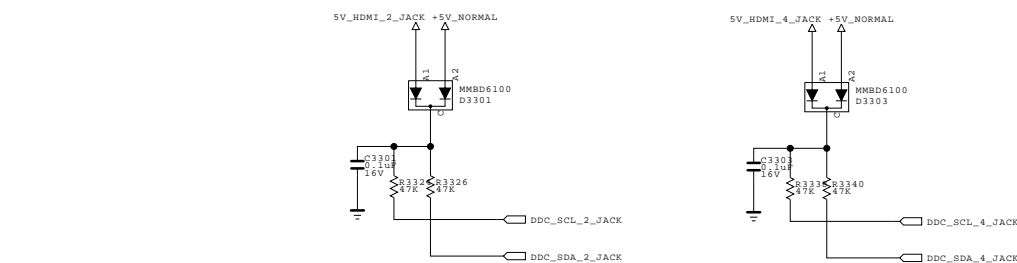 5V_HDMI_2_JACK +5V_NORMAL
A1
A2
MMBD6100
D3301
C
C3301
0.1uF
16V
R3326
47K
47K
DDC_SCL_2_JACK
DDC_SDA_2_JACK
5V_HDMI_4_JACK +5V_NORMAL
A1
A2
MMBD6100
D3303
C
C3303
0.1uF
16V
R3340
47K
47K
DDC_SCL_4_JACK
DDC_SDA_4_JACK